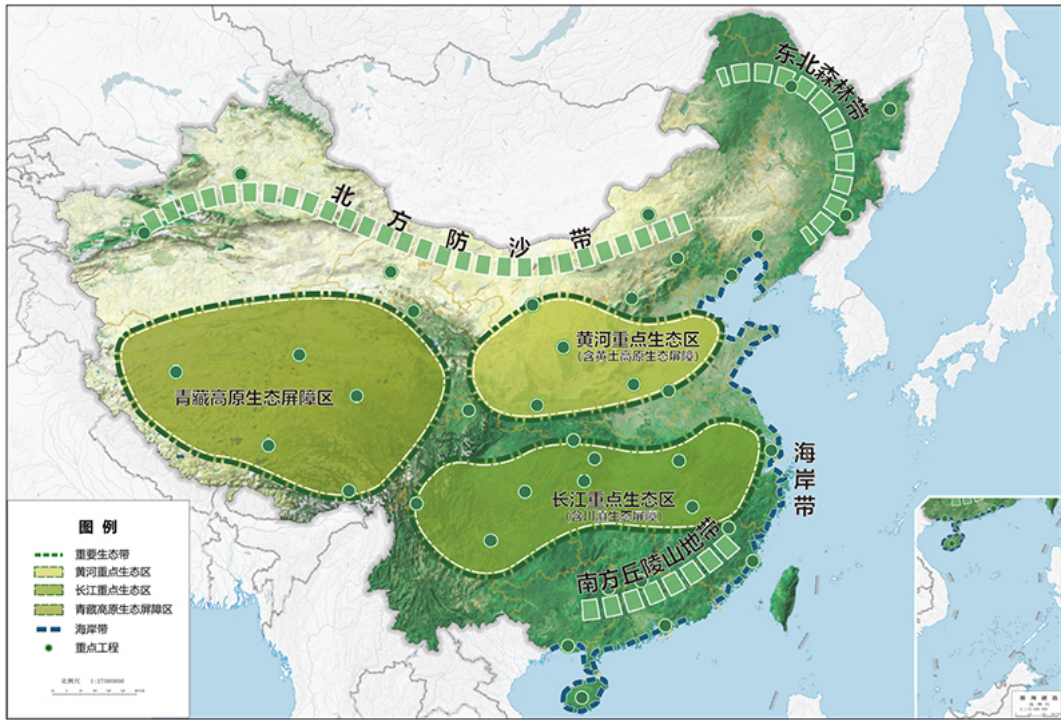 东北森林带
北方防沙带
黄河重点生态区
(含黄土高原生态屏障)
青藏高原生态屏障区
海岸带
长江重点生态区
(含川滇生态屏障)
南方丘陵山地带
图 例
重要生态带
黄河重点生态区
长江重点生态区
青藏高原生态屏障区
海岸带
重点工程
比例尺 1:27500000